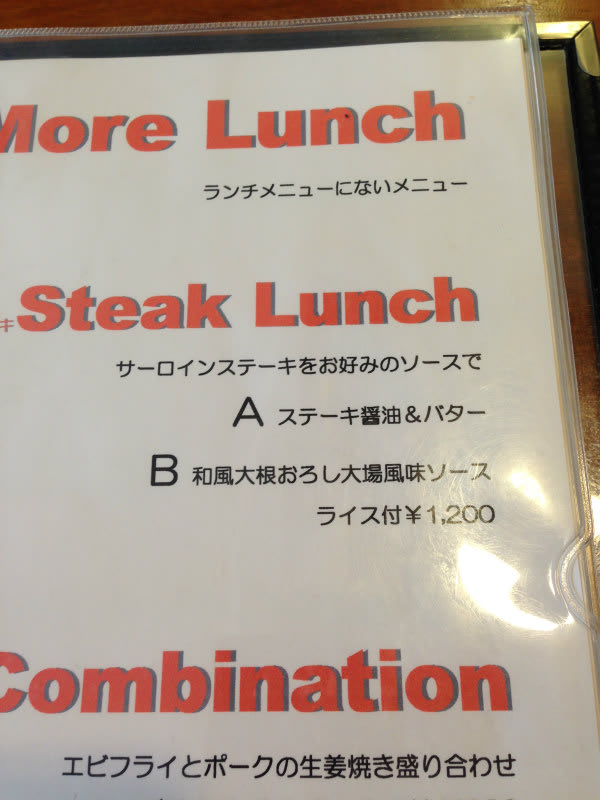 More Lunch
ランチメニューにないメニュー
キ Steak Lunch
サーロインステーキをお好みのソースで
A ステーキ醤油&バター
B 和風大根おろし大場風味ソース
ライス付¥1,200
Combination
エビフライとポークの生姜焼き盛り合わせ